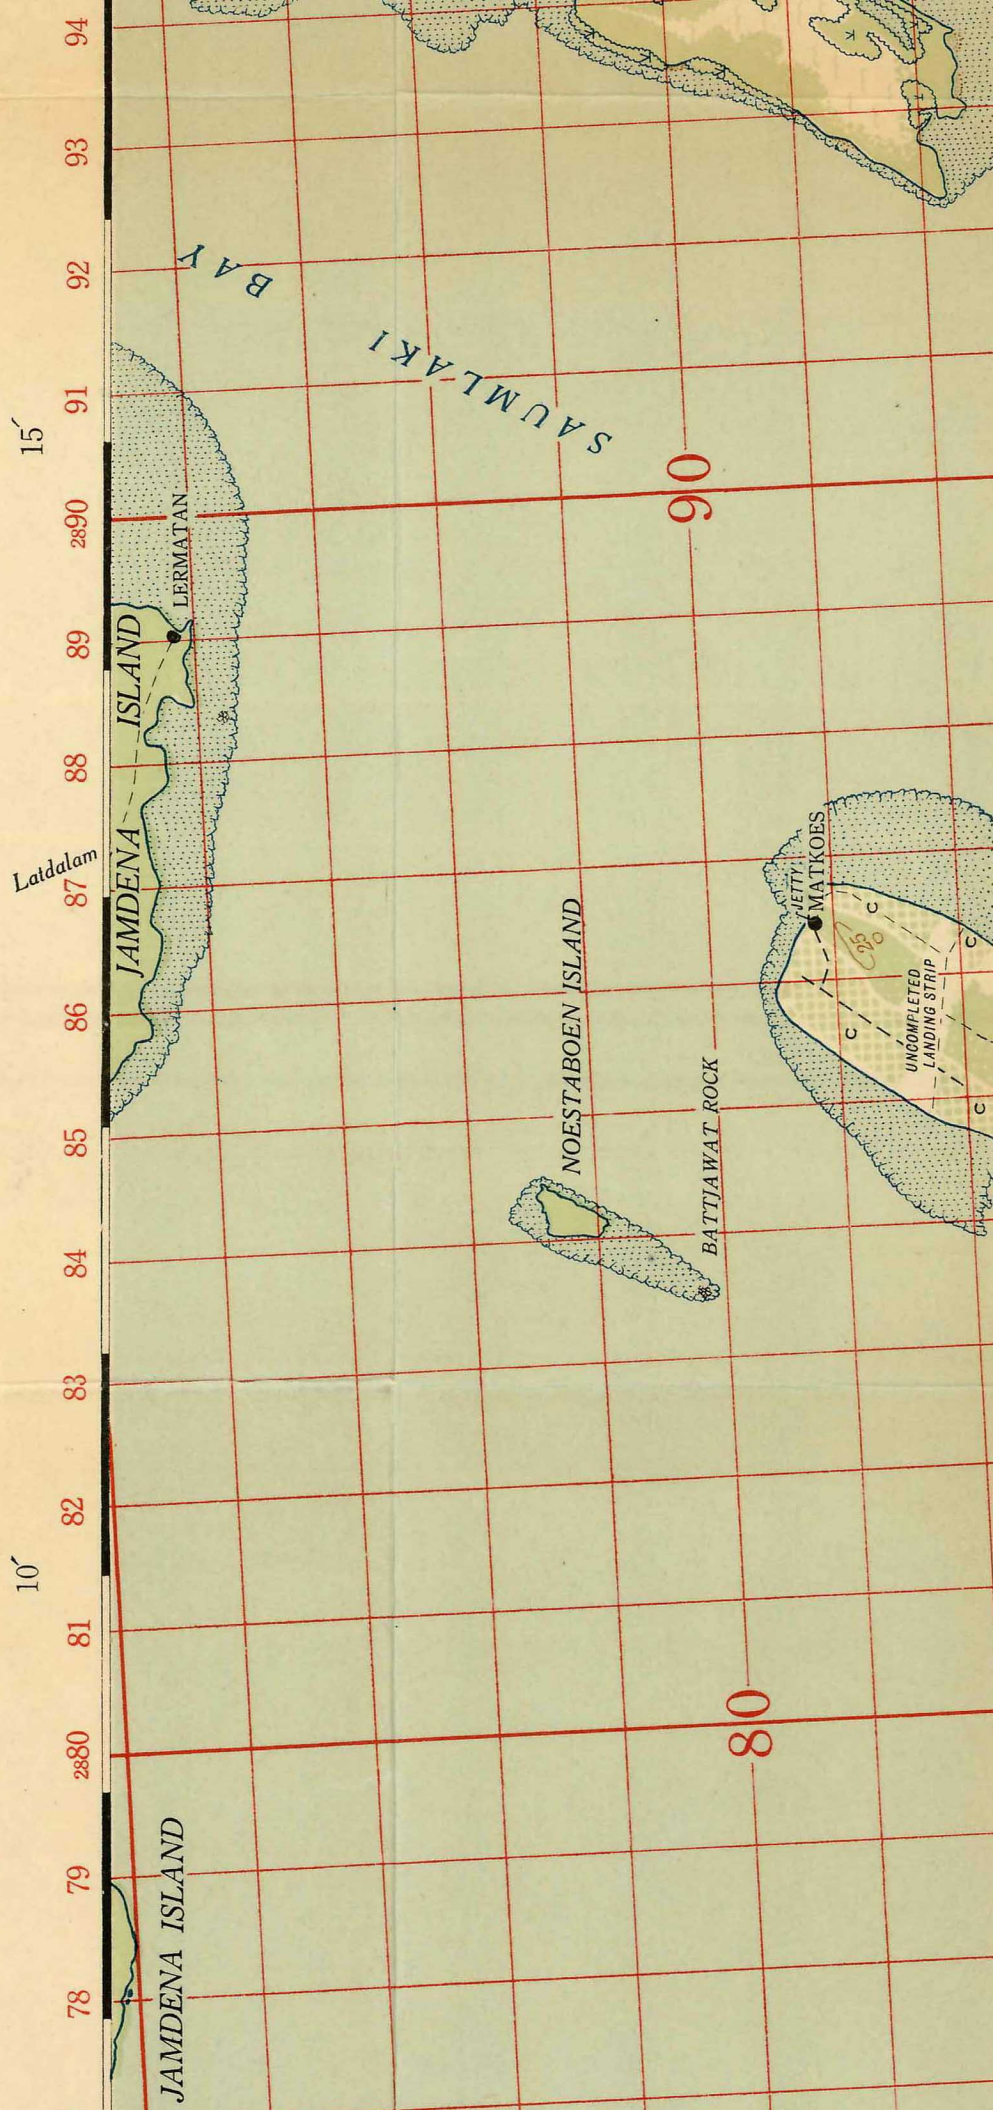 94
93
92
91
15′
2890
89
88
87
86
85
84
83
82
10′
81
2880
79
78
BAY
SAUMLAKI
90
LERMATAN
JAMDENA ISLAND
Latdalam
JETTY
MATKOES
25
C
C
C
C
UNCOMPLETED
LANDING STRIP
NOESTABOEN ISLAND
BATTJAWAT ROCK
80
JAMDENA ISLAND
K